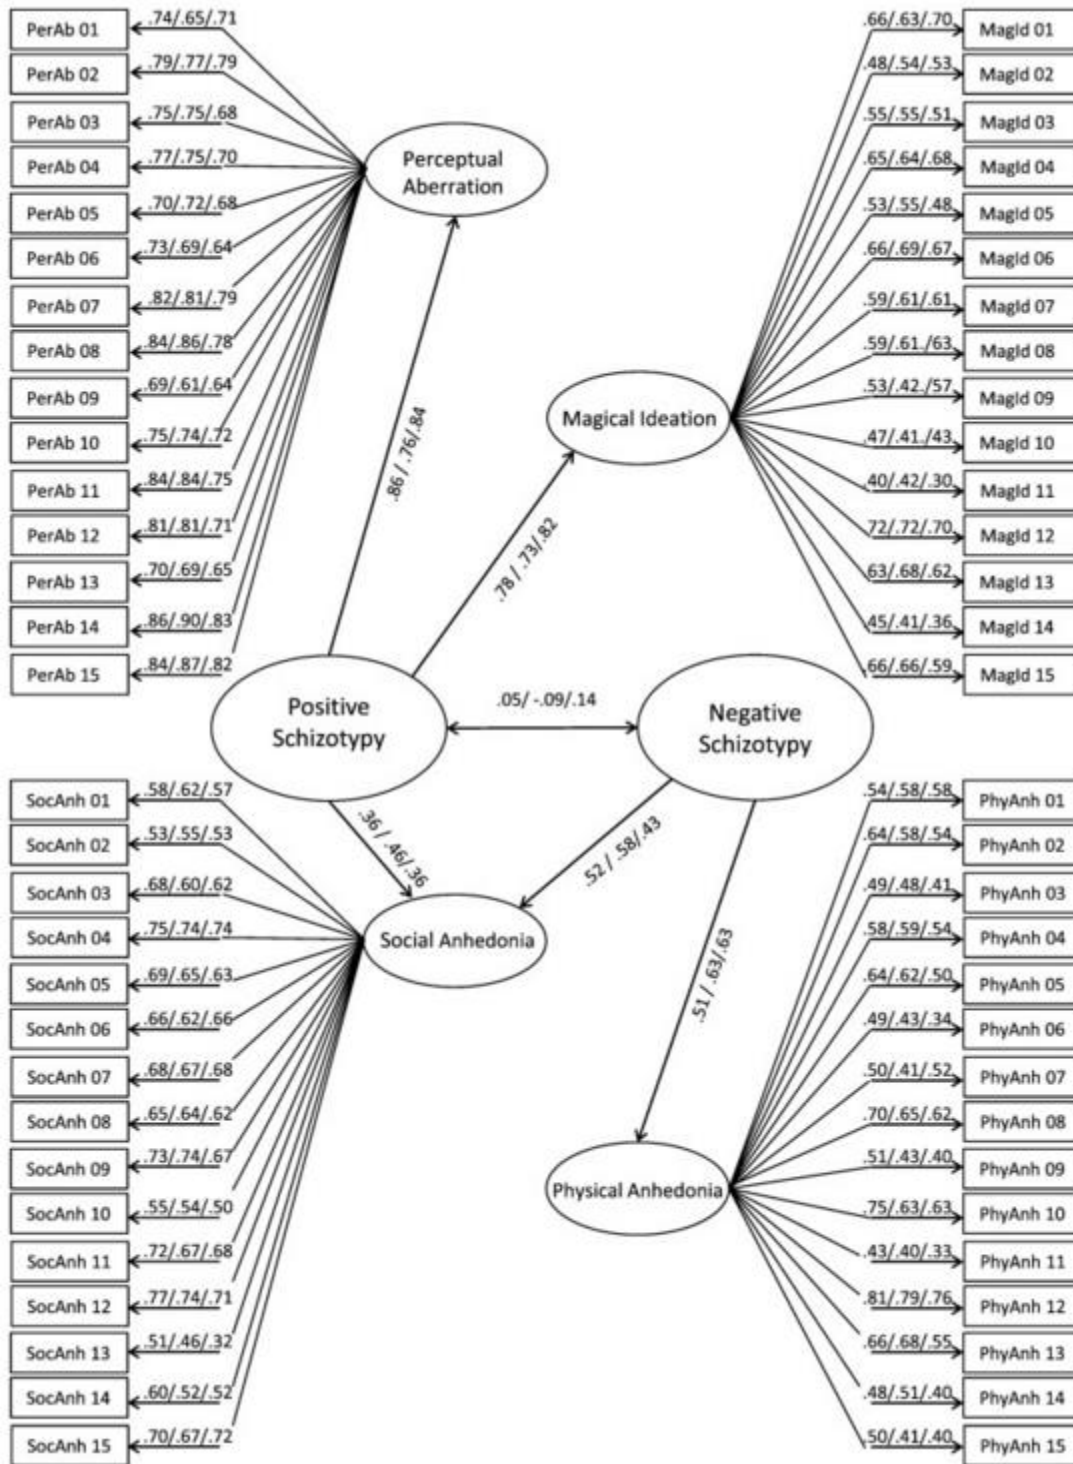 PerAb 01
.74/.65/.71
PerAb 02
.79/.77/.79
PerAb 03
.75/.75/.68
PerAb 04
.77/.75/.70
PerAb 05
.70/.72/.68
PerAb 06
.73/.69/.64
PerAb 07
.82/.81/.79
PerAb 08
.84/.86/.78
PerAb 09
.69/.61/.64
PerAb 10
.75/.74/.72
PerAb 11
.84/.84/.75
PerAb 12
.81/.81/.71
PerAb 13
.70/.69/.65
PerAb 14
.86/.90/.83
PerAb 15
.84/.87/.82
Perceptual
Aberration
.86 / .76/.84
.66/.63/.70
MagId 01
.48/.54/.53
MagId 02
.55/.55/.51
MagId 03
.65/.64/.68
MagId 04
.53/.55/.48
MagId 05
.66/.69/.67
MagId 06
.59/.61/.61
MagId 07
.59/.61./63
MagId 08
.53/.42./57
MagId 09
.47/.41./43
MagId 10
.40/.42/.30
MagId 11
.72/.72/.70
MagId 12
.63/.68/.62
MagId 13
.45/.41/.36
MagId 14
.66/.66/.59
MagId 15
Magical Ideation
.78 / .73/.82
Positive
Schizotypy
.05/ -.09/.14
Negative
Schizotypy
.36 / .46/.36
.52 / .58/.43
.51 / .63/.63
SocAnh 01
.58/.62/.57
SocAnh 02
.53/.55/.53
SocAnh 03
.68/.60/.62
SocAnh 04
.75/.74/.74
SocAnh 05
.69/.65/.63
SocAnh 06
.66/.62/.66
SocAnh 07
.68/.67/.68
SocAnh 08
.65/.64/.62
SocAnh 09
.73/.74/.67
SocAnh 10
.55/.54/.50
SocAnh 11
.72/.67/.68
SocAnh 12
.77/.74/.71
SocAnh 13
.51/.46/.32
SocAnh 14
.60/.52/.52
SocAnh 15
.70/.67/.72
Social Anhedonia
Physical Anhedonia
.54/.58/.58
PhyAnh 01
.64/.58/.54
PhyAnh 02
.49/.48/.41
PhyAnh 03
.58/.59/.54
PhyAnh 04
.64/.62/.50
PhyAnh 05
.49/.43/.34
PhyAnh 06
.50/.41/.52
PhyAnh 07
.70/.65/.62
PhyAnh 08
.51/.43/.40
PhyAnh 09
.75/.63/.63
PhyAnh 10
.43/.40/.33
PhyAnh 11
.81/.79/.76
PhyAnh 12
.66/.68/.55
PhyAnh 13
.48/.51/.40
PhyAnh 14
.50/.41/.40
PhyAnh 15